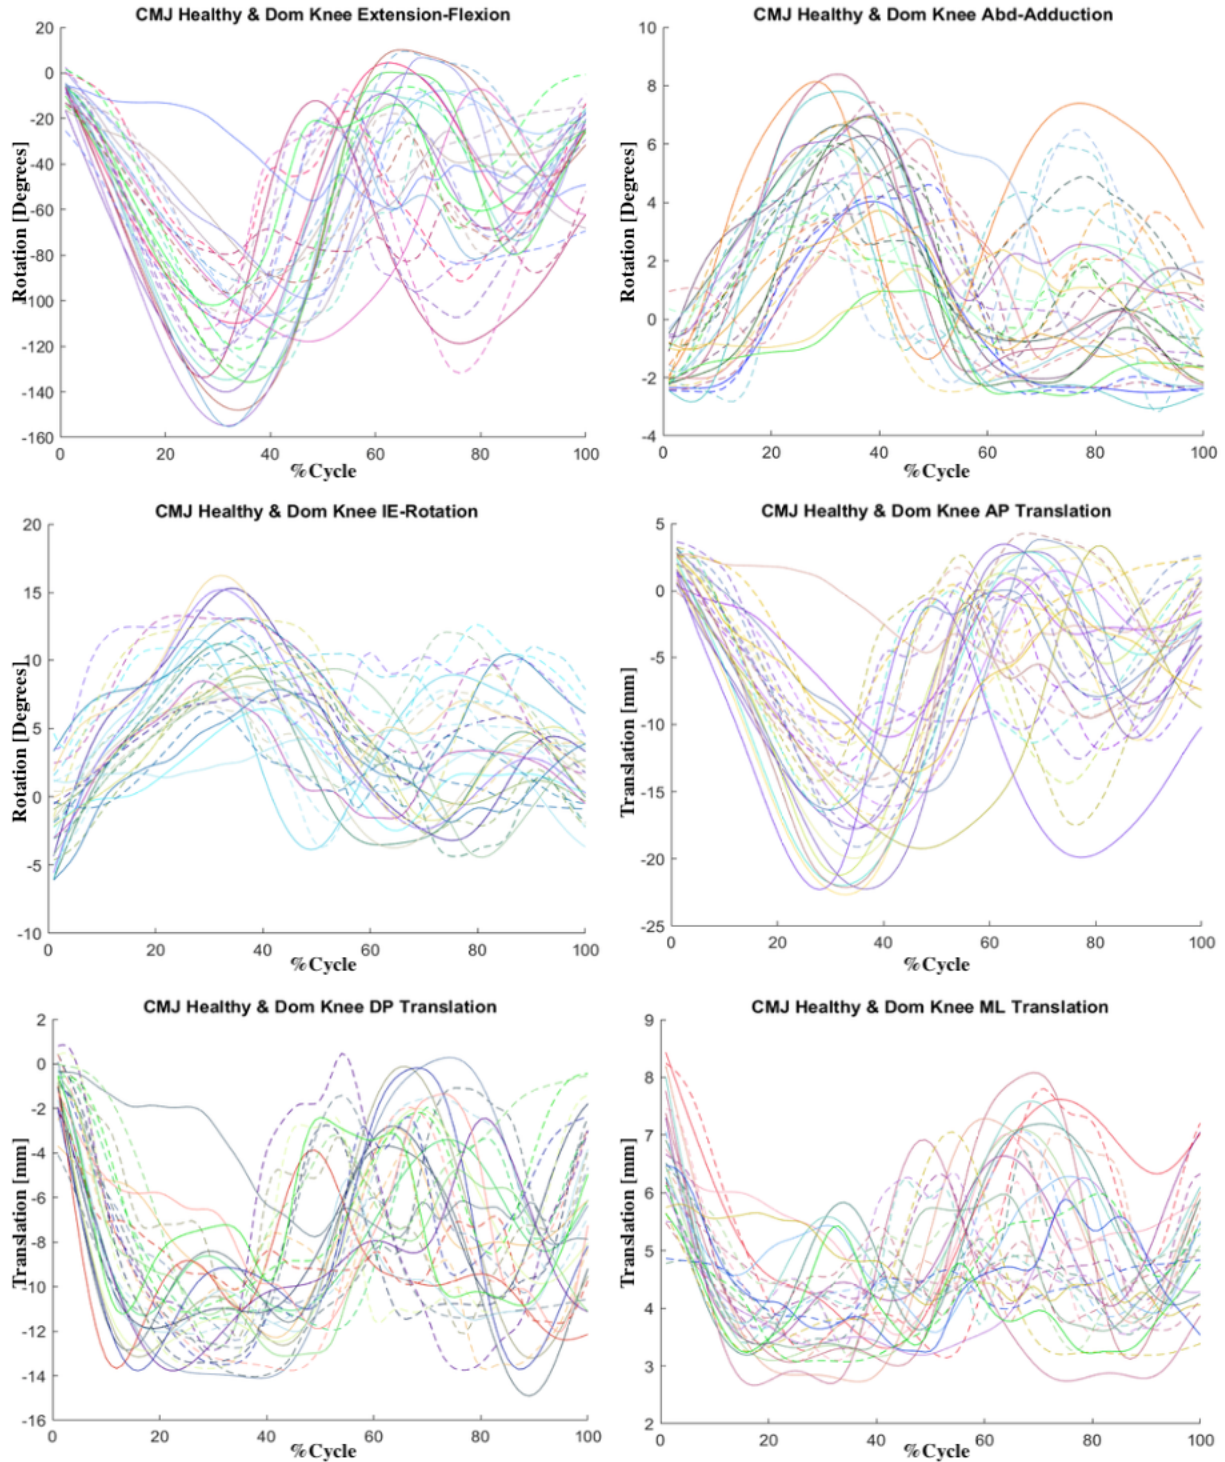 CMJ Healthy & Dom Knee Extension-Flexion
Rotation [Degrees]
20
0
-20
-40
-60
-80
-100
-120
-140
-160
0 20 40 60 80 100
%Cycle
CMJ Healthy & Dom Knee Abd-Adduction
Rotation [Degrees]
10
8
6
4
2
0
-2
-4
0 20 40 60 80 100
%Cycle
CMJ Healthy & Dom Knee IE-Rotation
Rotation [Degrees]
20
15
10
5
0
-5
-10
0 20 40 60 80 100
%Cycle
CMJ Healthy & Dom Knee AP Translation
Translation [mm]
5
0
-5
-10
-15
-20
-25
0 20 40 60 80 100
%Cycle
CMJ Healthy & Dom Knee DP Translation
Translation [mm]
2
0
-2
-4
-6
-8
-10
-12
-14
-16
0 20 40 60 80 100
%Cycle
CMJ Healthy & Dom Knee ML Translation
Translation [mm]
9
8
7
6
5
4
3
2
0 20 40 60 80 100
%Cycle